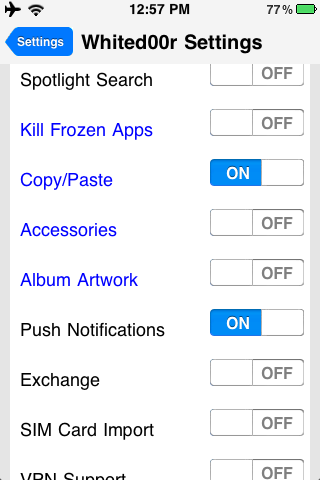 12:57 PM 77%
Settings Whited00r Settings
Spotlight Search OFF
Kill Frozen Apps OFF
Copy/Paste ON
Accessories OFF
Album Artwork OFF
Push Notifications ON
Exchange OFF
SIM Card Import OFF
VPN Support